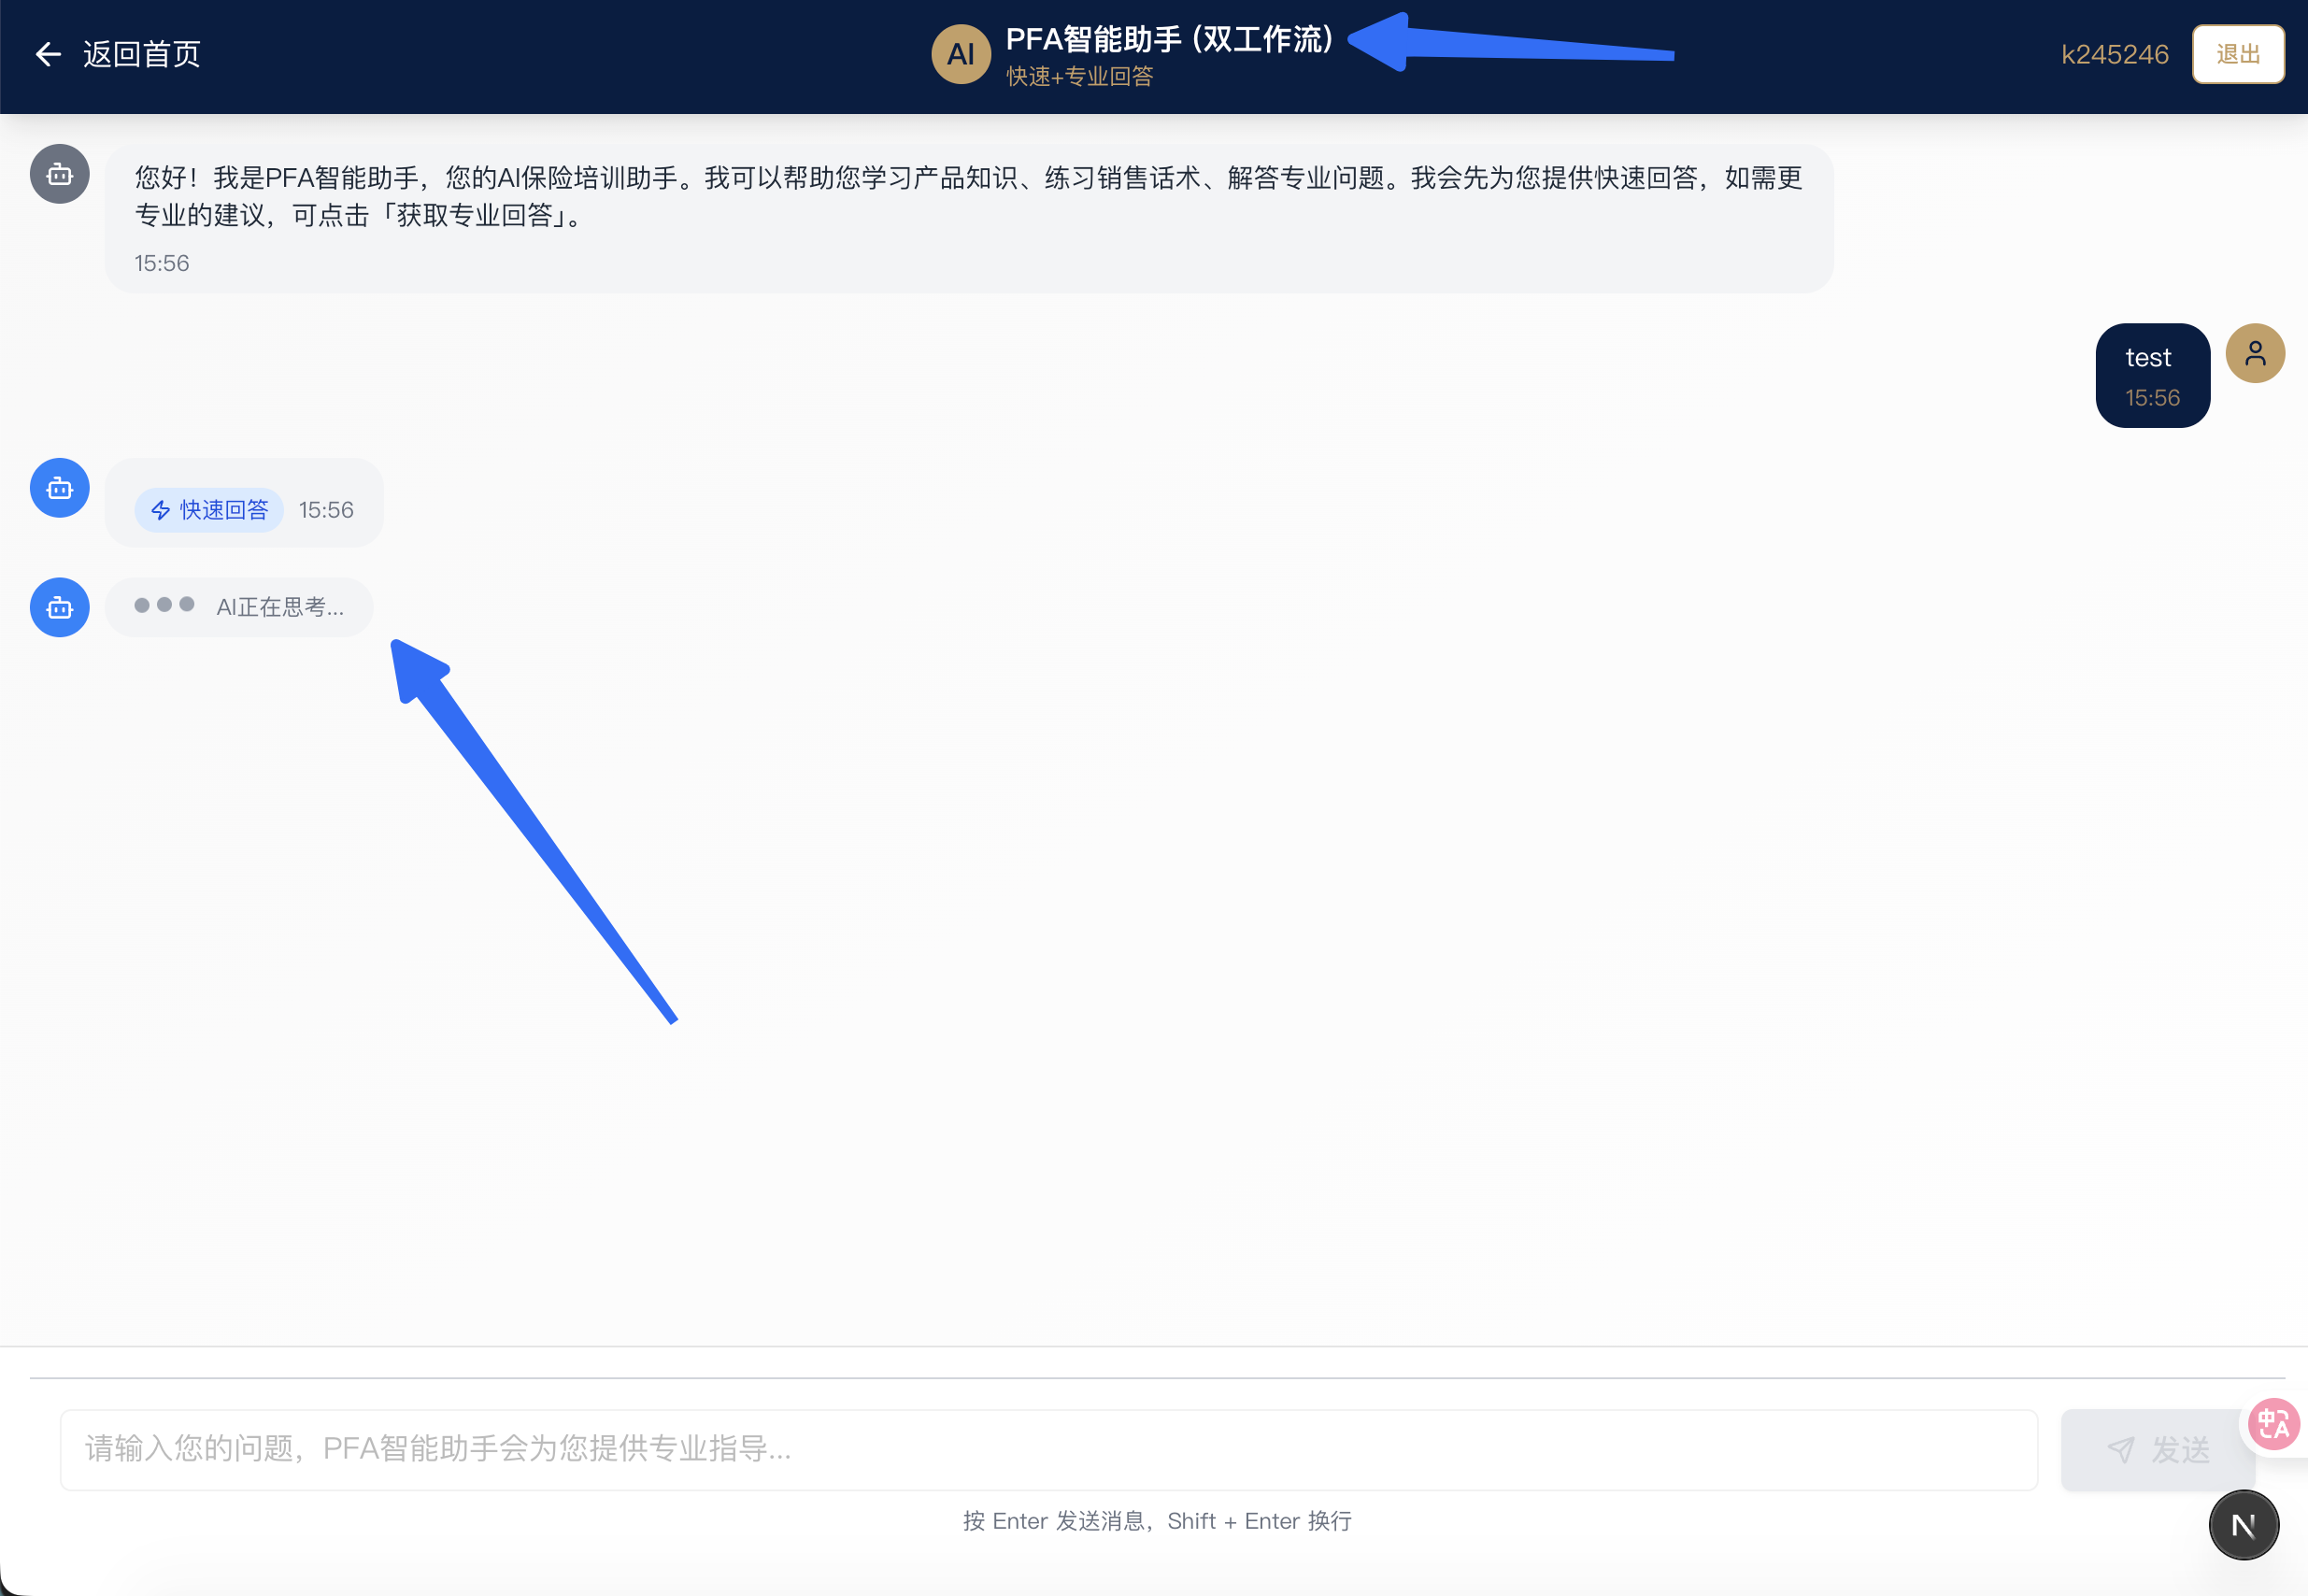 返回首页
AI
PFA智能助手 (双工作流)
快速+专业回答
k245246
退出
您好！我是PFA智能助手，您的AI保险培训助手。我可以帮助您学习产品知识、练习销售话术、解答专业问题。我会先为您提供快速回答，如需更
专业的建议，可点击「获取专业回答」。
15:56
test
15:56
快速回答 15:56
AI正在思考...
请输入您的问题，PFA智能助手会为您提供专业指导...
发送
中A
按 Enter 发送消息，Shift + Enter 换行
N